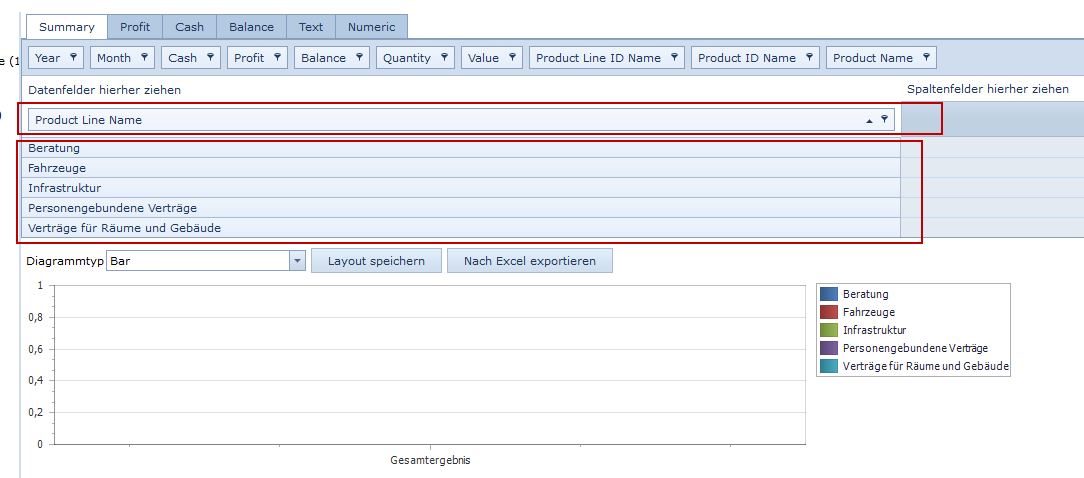 Summary Profit Cash Balance Text Numeric
e (1
Year Month Cash Profit Balance Quantity Value Product Line ID Name Product ID Name Product Name
Datenfelder hierher ziehen Spaltenfelder hierher ziehen
)
Product Line Name
Beratung
Fahrzeuge
Infrastruktur
Personengebundene Verträge
Verträge für Räume und Gebäude
Diagrammtyp Bar Layout speichern Nach Excel exportieren
1
0,8
0,6
0,4
0,2
0
Gesamtergebnis
Beratung
Fahrzeuge
Infrastruktur
Personengebundene Verträge
Verträge für Räume und Gebäude